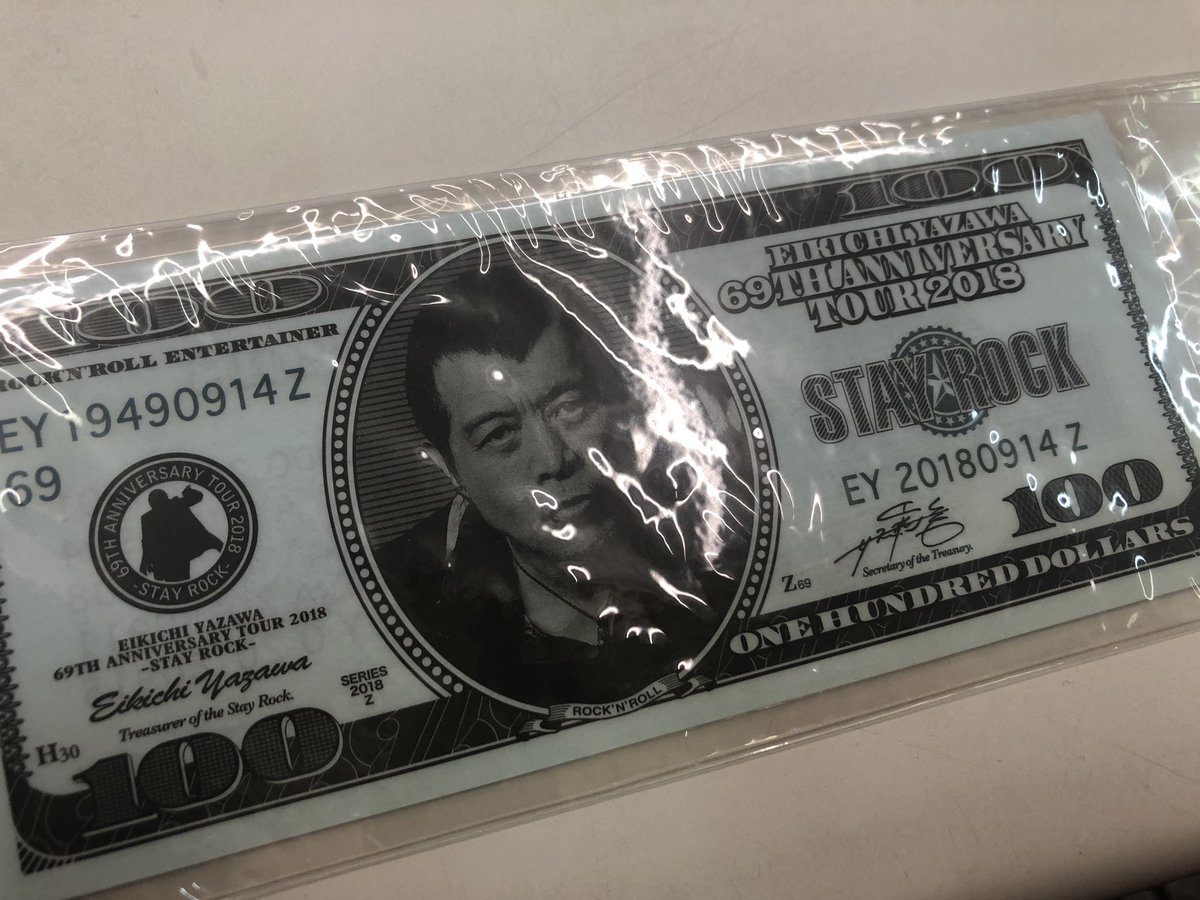 100
100
ROCK'N'ROLL ENTERTAINER
EY 19490914 Z
69
69TH ANNIVERSARY TOUR 2018
-STAY ROCK-
EIKICHI YAZAWA
69TH ANNIVERSARY TOUR 2018
-STAY ROCK-
Eikichi Yazawa
Treasurer of the Stay Rock.
SERIES
2018
Z
H30
100
ROCK'N'ROLL
EIKICHI YAZAWA
69TH ANNIVERSARY
TOUR 2018
STAY ROCK
EY 20180914 Z
Secretary of the Treasury.
Z69
100
ONE HUNDRED DOLLARS